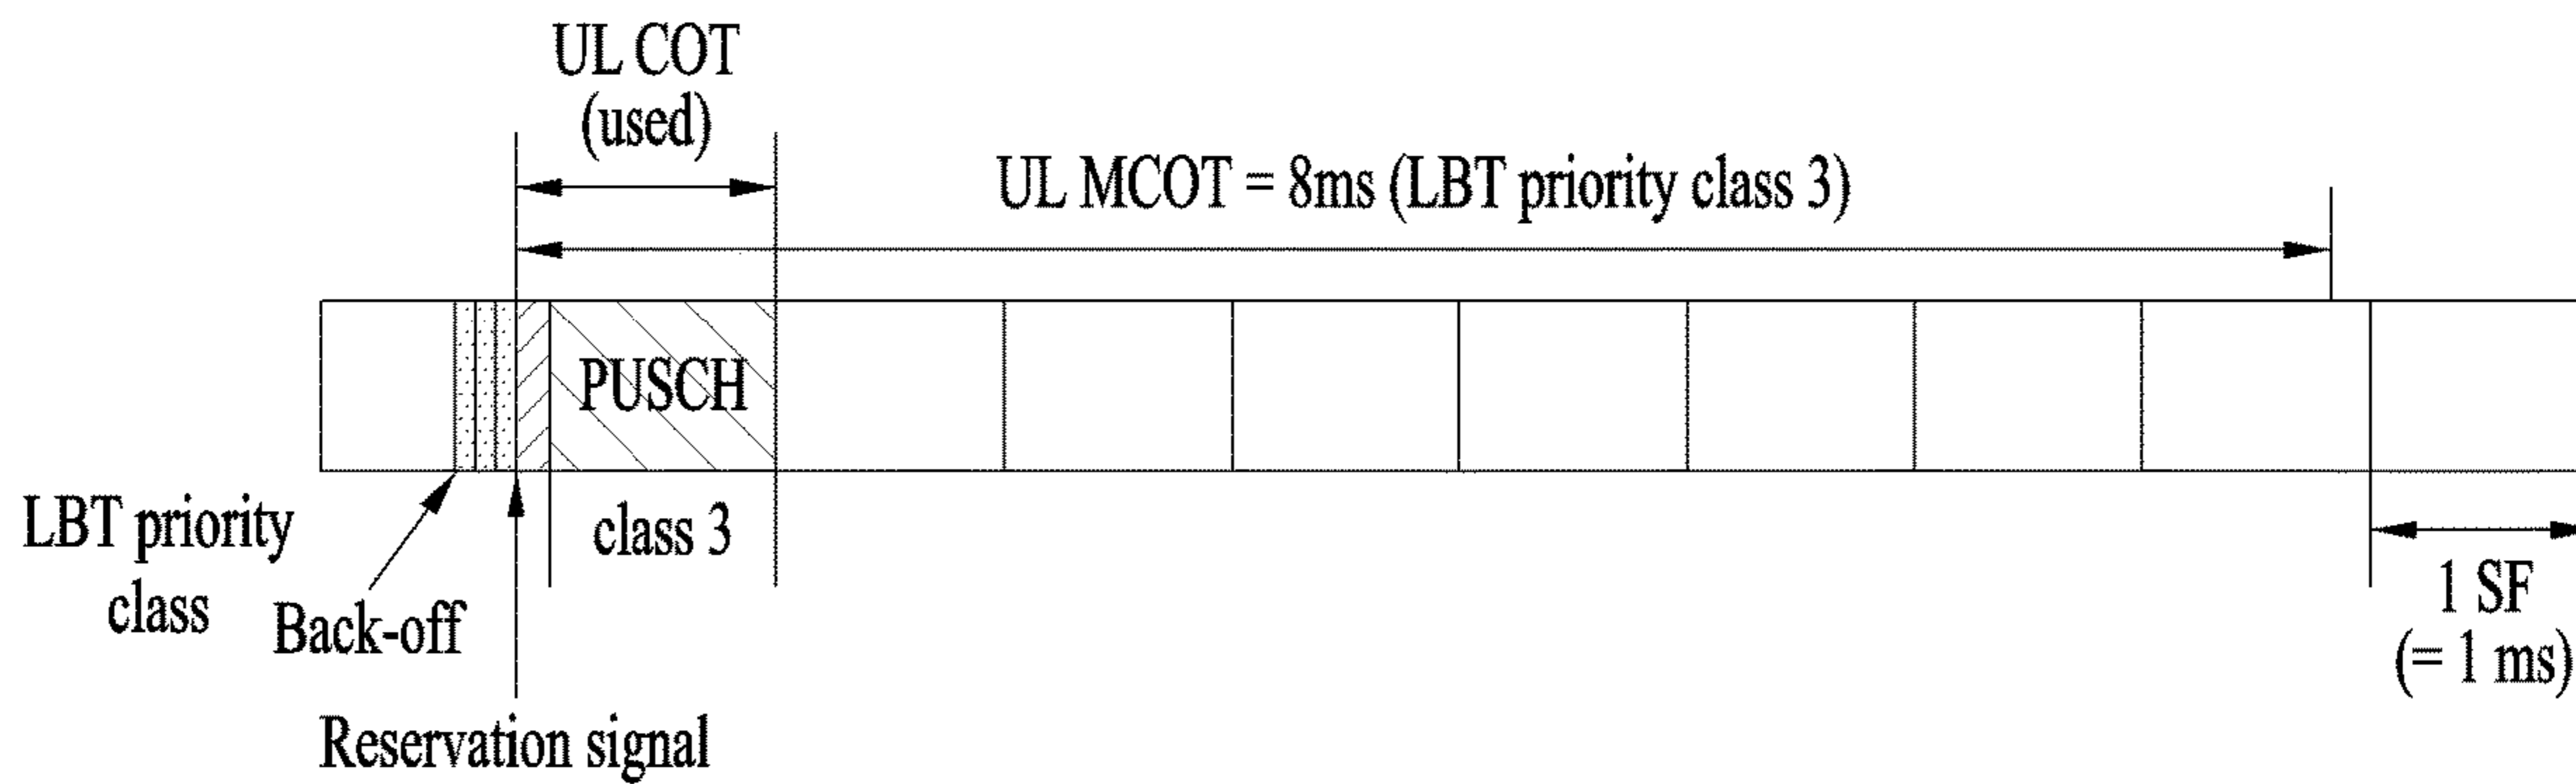 UL COT
(used)
UL MCOT = 8ms (LBT priority class 3)
PUSCH
LBT priority
class
class 3
Back-off
Reservation signal
1 SF
(= 1 ms)